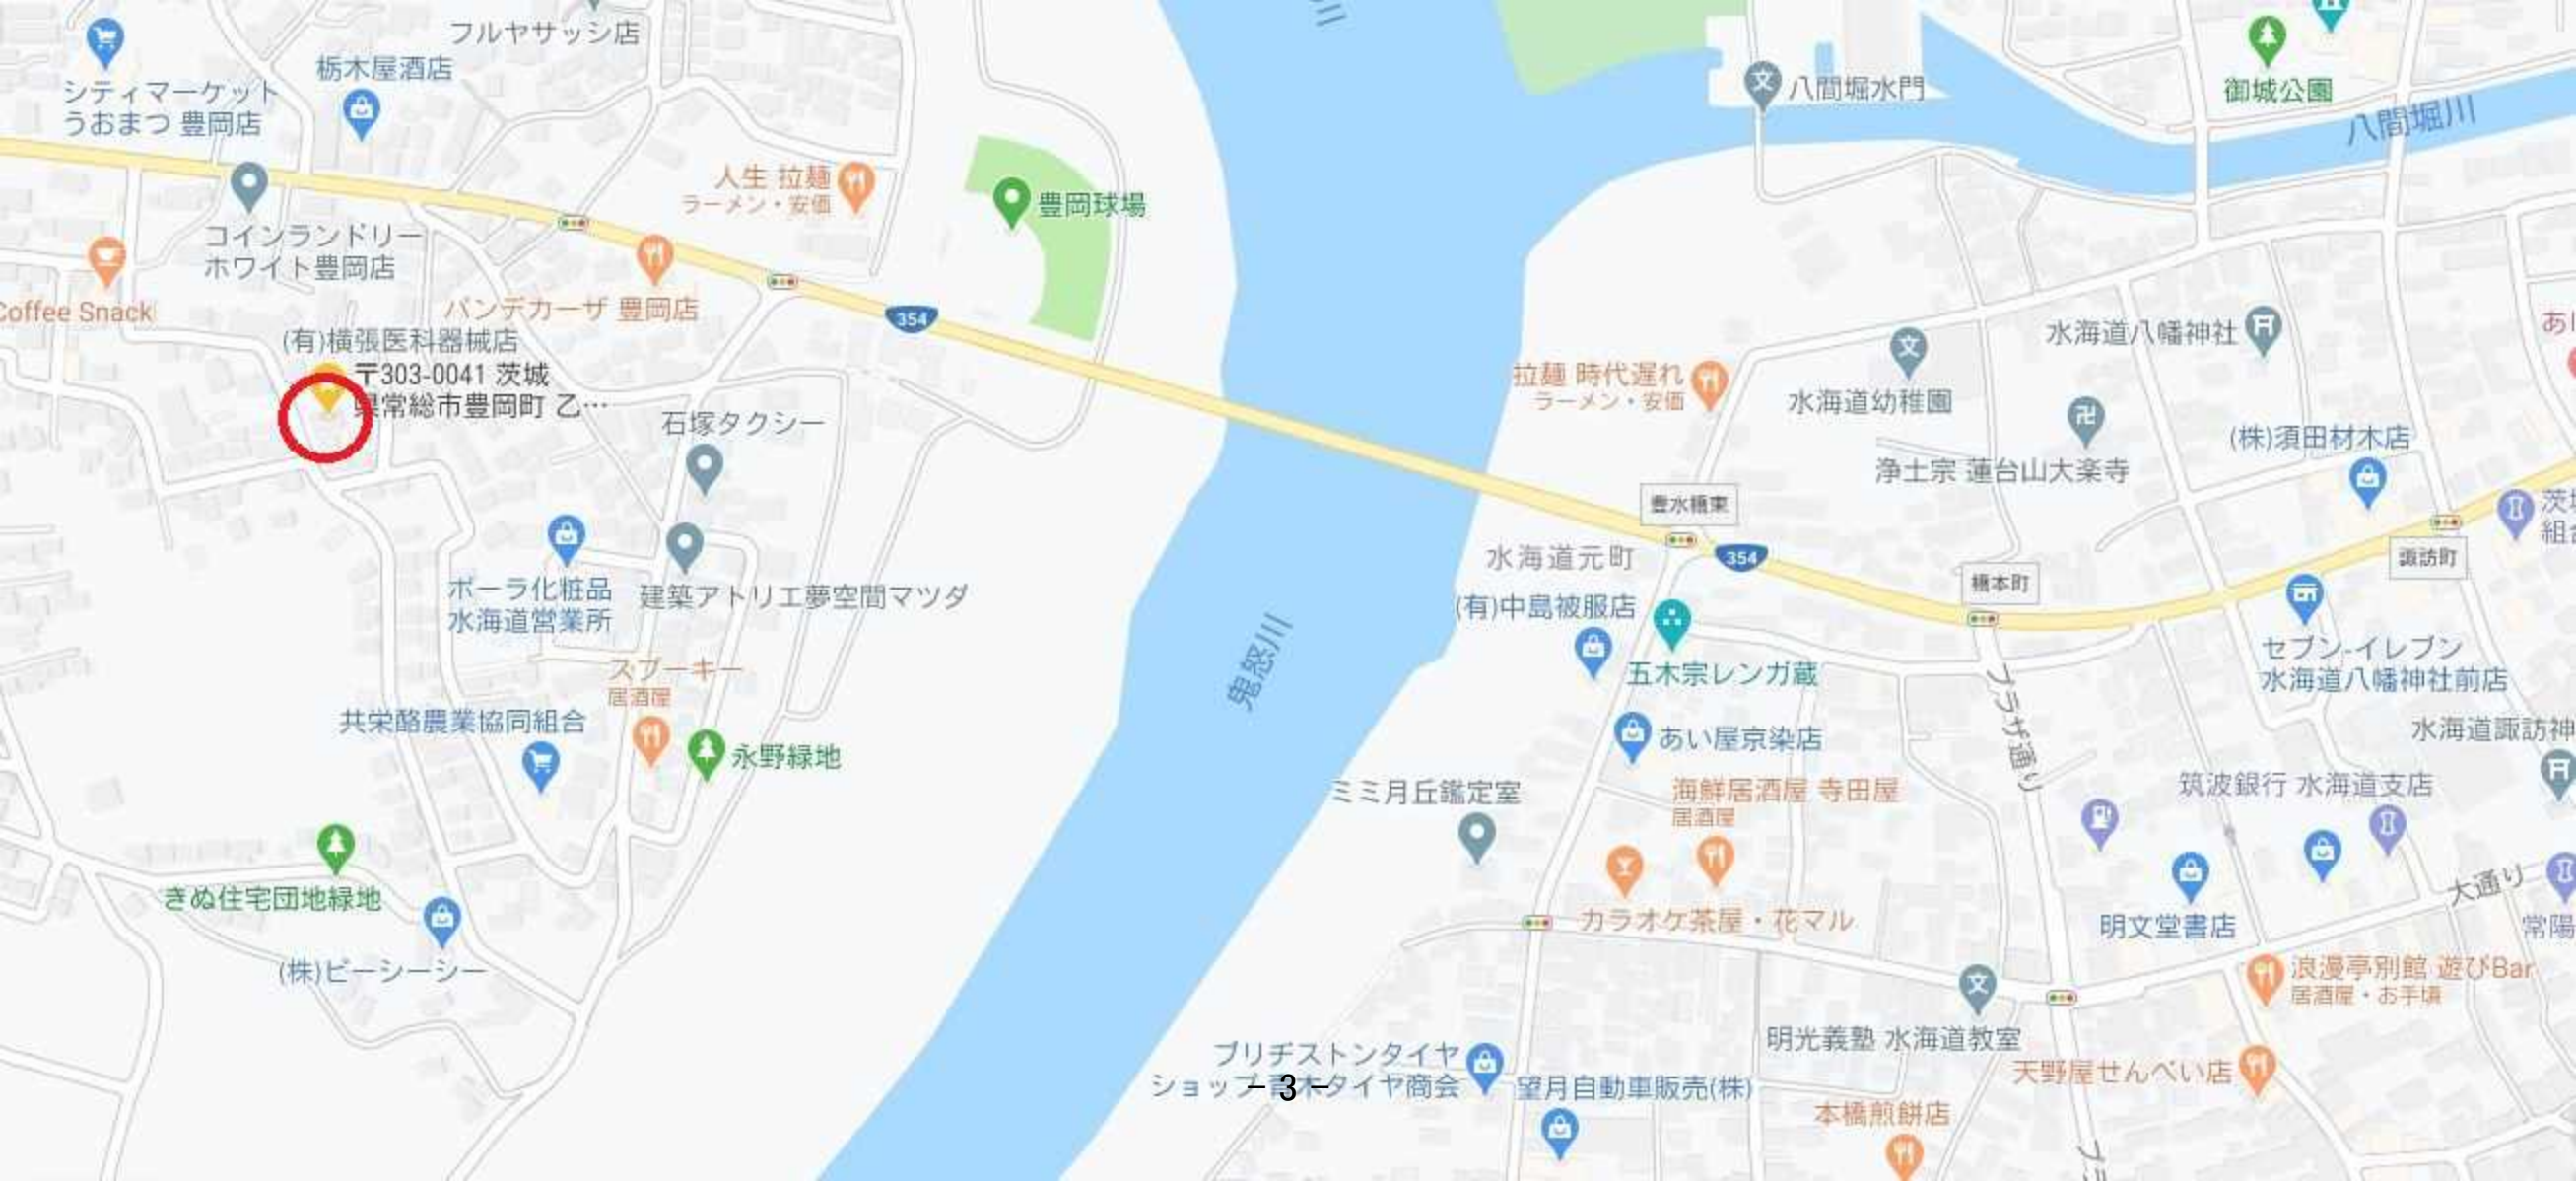 フルヤサッシ店
シティマーケット
うおまつ 豊岡店
栃木屋酒店
コインランドリー
ホワイト豊岡店
Coffee Snack
人生 拉麺
ラーメン・安価
豊岡球場
パンデカーザ 豊岡店
354
(有)横張医科器械店
〒303-0041 茨城
県常総市豊岡町 乙…
石塚タクシー
ポーラ化粧品
水海道営業所
建築アトリエ夢空間マツダ
スプーキー
居酒屋
共栄酪農業協同組合
永野緑地
きぬ住宅団地緑地
(株)ピーシーシー
川
鬼怒川
八間堀水門
御城公園
八間堀川
拉麺 時代遅れ
ラーメン・安価
水海道幼稚園
水海道八幡神社
浄土宗 蓮台山大楽寺
(株)須田材木店
豊水橋東
水海道元町
354
橋本町
諏訪町
(有)中島被服店
五木宗レンガ蔵
セブン-イレブン
水海道八幡神社前店
あい屋京染店
プラザ通り
水海道諏訪神
ミミ月丘鑑定室
海鮮居酒屋 寺田屋
居酒屋
筑波銀行 水海道支店
カラオケ茶屋・花マル
明文堂書店
大通り
常陽
浪漫亭別館 遊びBar
居酒屋・お手頃
明光義塾 水海道教室
天野屋せんべい店
ブリヂストンタイヤ
ショップ青木タイヤ商会
望月自動車販売(株)
本橋煎餅店
- 3 -